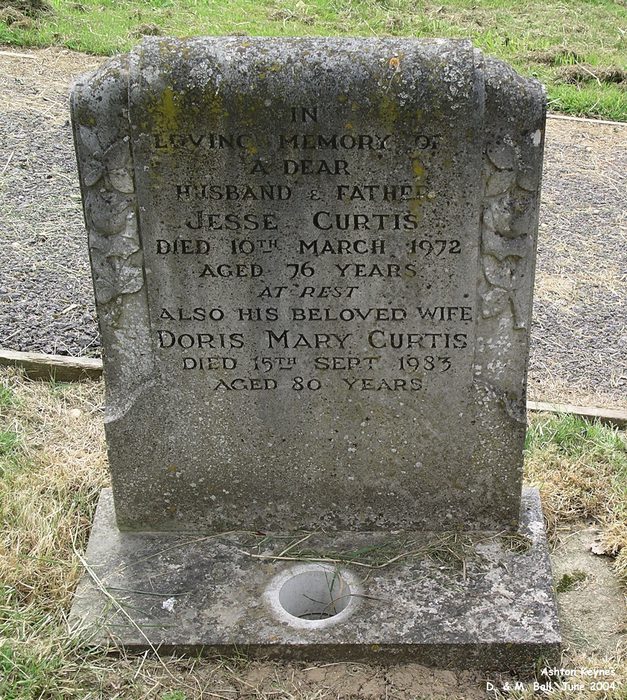 IN
LOVING MEMORY OF
A DEAR
HUSBAND & FATHER
JESSE CURTIS
DIED 10TH MARCH 1972
AGED 76 YEARS
AT REST
ALSO HIS BELOVED WIFE
DORIS MARY CURTIS
DIED 15TH SEPT 1983
AGED 80 YEARS
Ashton Keynes
D. & M. Ball, June 2004